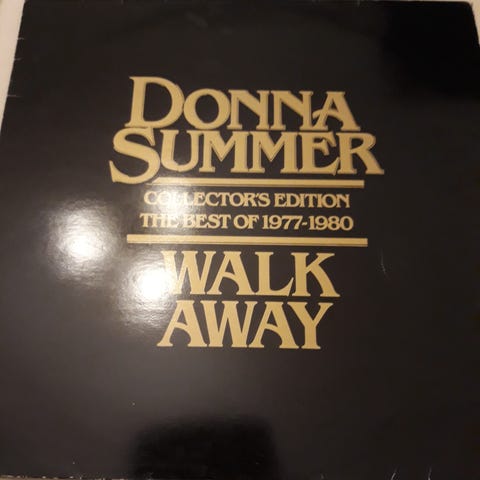 DONNA
SUMMER
COLLECTOR'S EDITION
THE BEST OF 1977-1980
WALK
AWAY